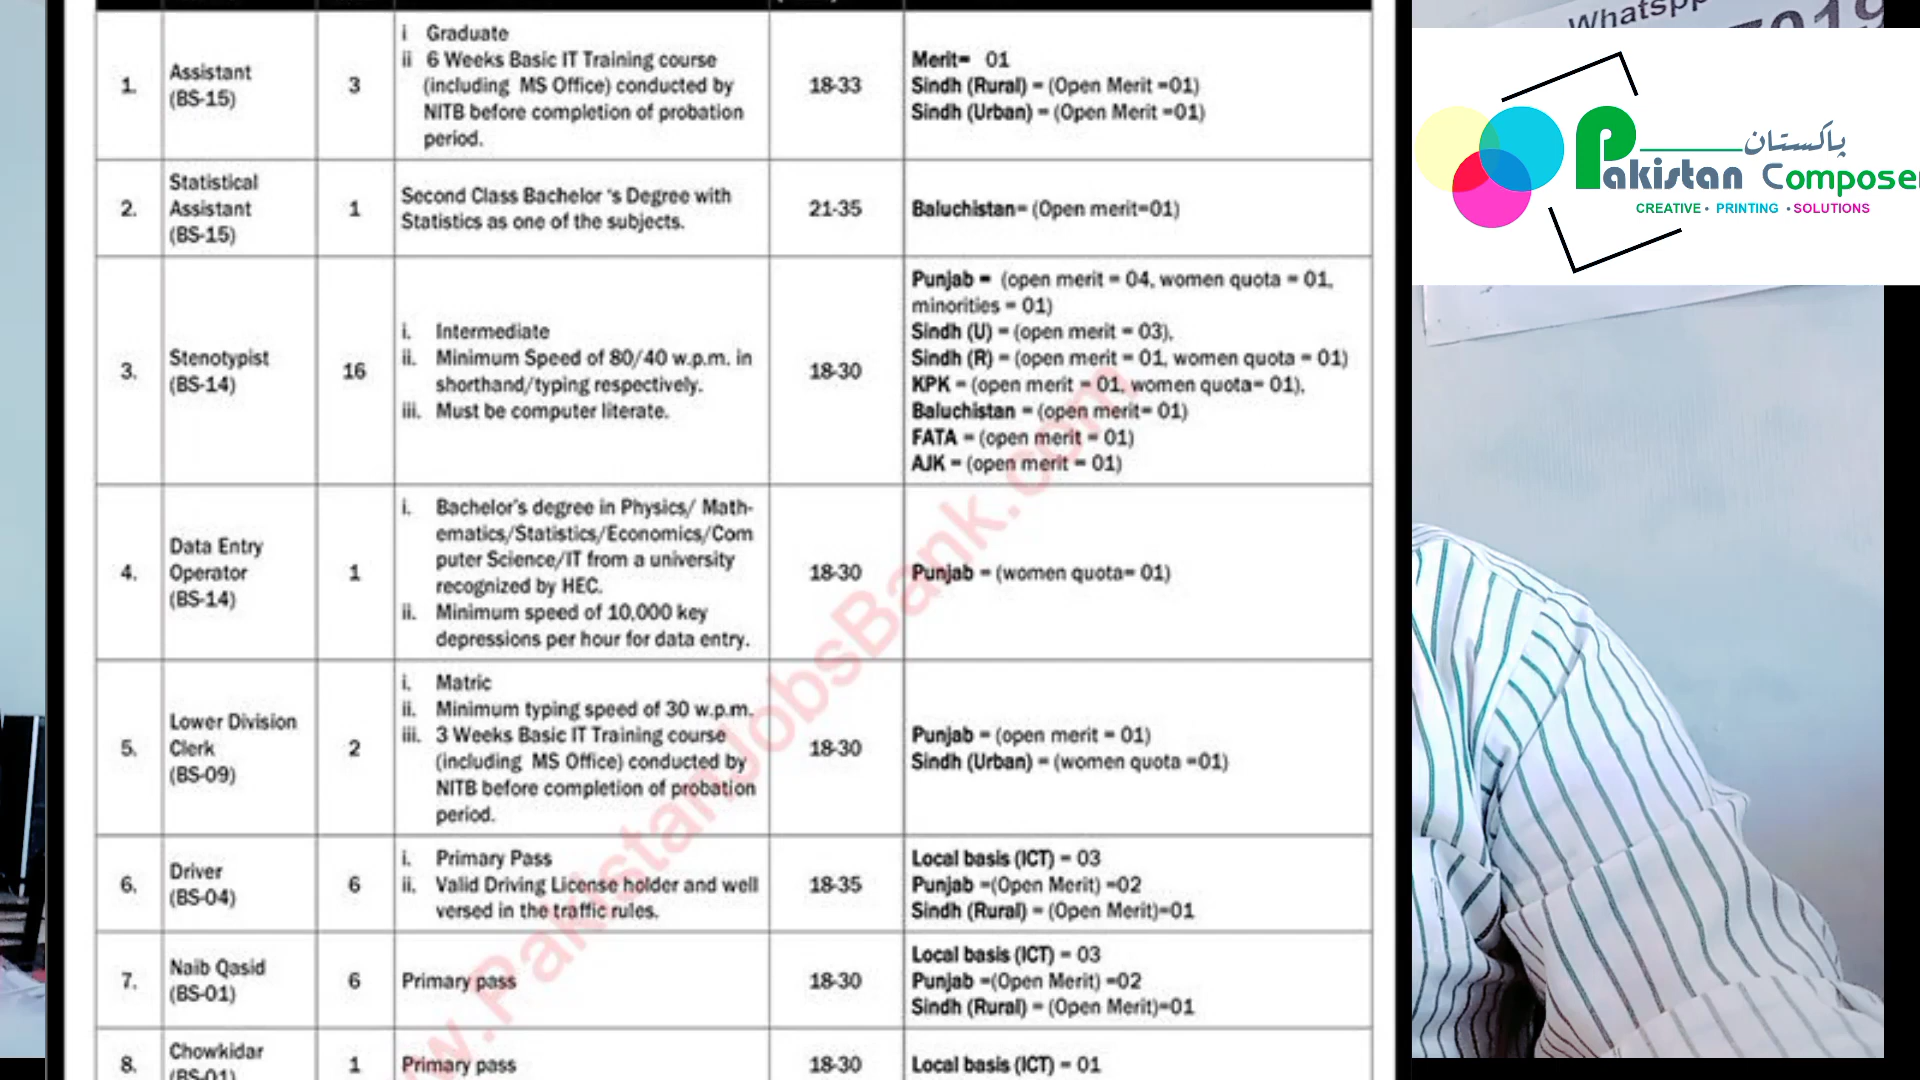 1.
Assistant
(BS-15)
3
i Graduate
ii 6 Weeks Basic IT Training course
(including MS Office) conducted by
NITB before completion of probation
period.
18-33
Merit= 01
Sindh (Rural) = (Open Merit =01)
Sindh (Urban) = (Open Merit =01)
2.
Statistical
Assistant
(BS-15)
1
Second Class Bachelor 's Degree with
Statistics as one of the subjects.
21-35
Baluchistan= (Open merit=01)
3.
Stenotypist
(BS-14)
16
i. Intermediate
ii. Minimum Speed of 80/40 w.p.m. in
shorthand/typing respectively.
iii. Must be computer literate.
18-30
Punjab = (open merit = 04, women quota = 01,
minorities = 01)
Sindh (U) = (open merit = 03),
Sindh (R) = (open merit = 01, women quota = 01)
KPK = (open merit = 01, women quota= 01),
Baluchistan = (open merit= 01)
FATA = (open merit = 01)
AJK = (open merit = 01)
4.
Data Entry
Operator
(BS-14)
1
i. Bachelor's degree in Physics/ Math-
ematics/Statistics/Economics/Com
puter Science/IT from a university
recognized by HEC.
ii. Minimum speed of 10,000 key
depressions per hour for data entry.
18-30
Punjab = (women quota= 01)
5.
Lower Division
Clerk
(BS-09)
2
i. Matric
ii. Minimum typing speed of 30 w.p.m.
iii. 3 Weeks Basic IT Training course
(including MS Office) conducted by
NITB before completion of probation
period.
18-30
Punjab = (open merit = 01)
Sindh (Urban) = (women quota =01)
6.
Driver
(BS-04)
6
i. Primary Pass
ii. Valid Driving License holder and well
versed in the traffic rules.
18-35
Local basis (ICT) = 03
Punjab =(Open Merit) =02
Sindh (Rural) = (Open Merit)=01
7.
Naib Qasid
(BS-01)
6
Primary pass
18-30
Local basis (ICT) = 03
Punjab =(Open Merit) =02
Sindh (Rural) = (Open Merit)=01
8.
Chowkidar
(BS-01)
1
Primary pass
18-30
Local basis (ICT) = 01
w.PakistanJobsBank.com
Whatspp
7019
پاکستان
Pakistan Compose
CREATIVE • PRINTING • SOLUTIONS